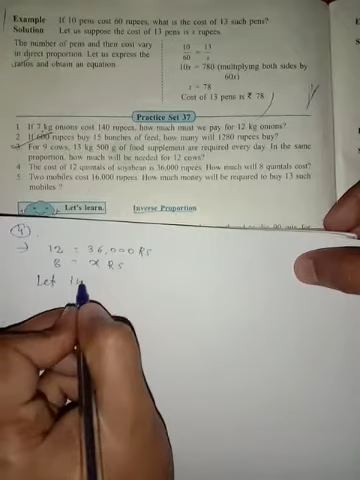 Example If 10 pens cost 60 rupees, what is the cost of 13 such pens?
Solution Let us suppose the cost of 13 pens is x rupees.
The number of pens and their cost vary
in direct proportion. Let us express the
ratios and obtain an equation.
10/60 = 13/x
10x = 780 (multiplying both sides by
60x)
x = 78
Cost of 13 pens is ₹ 78
Practice Set 37
1 If 7 kg onions cost 140 rupees, how much must we pay for 12 kg onions?
2 If 600 rupees buy 15 bunches of feed, how many will 1280 rupees buy?
3 For 9 cows, 13 kg 500 g of food supplement are required every day. In the same
proportion, how much will be needed for 12 cows?
4 The cost of 12 quintals of soyabean is 36,000 rupees. How much will 8 quintals cost?
5 Two mobiles cost 16,000 rupees. How much money will be required to buy 13 such
mobiles ?
Let's learn. Inverse Proportion
(4)
→ 12 = 36,000 Rs
8 = x Rs
Let